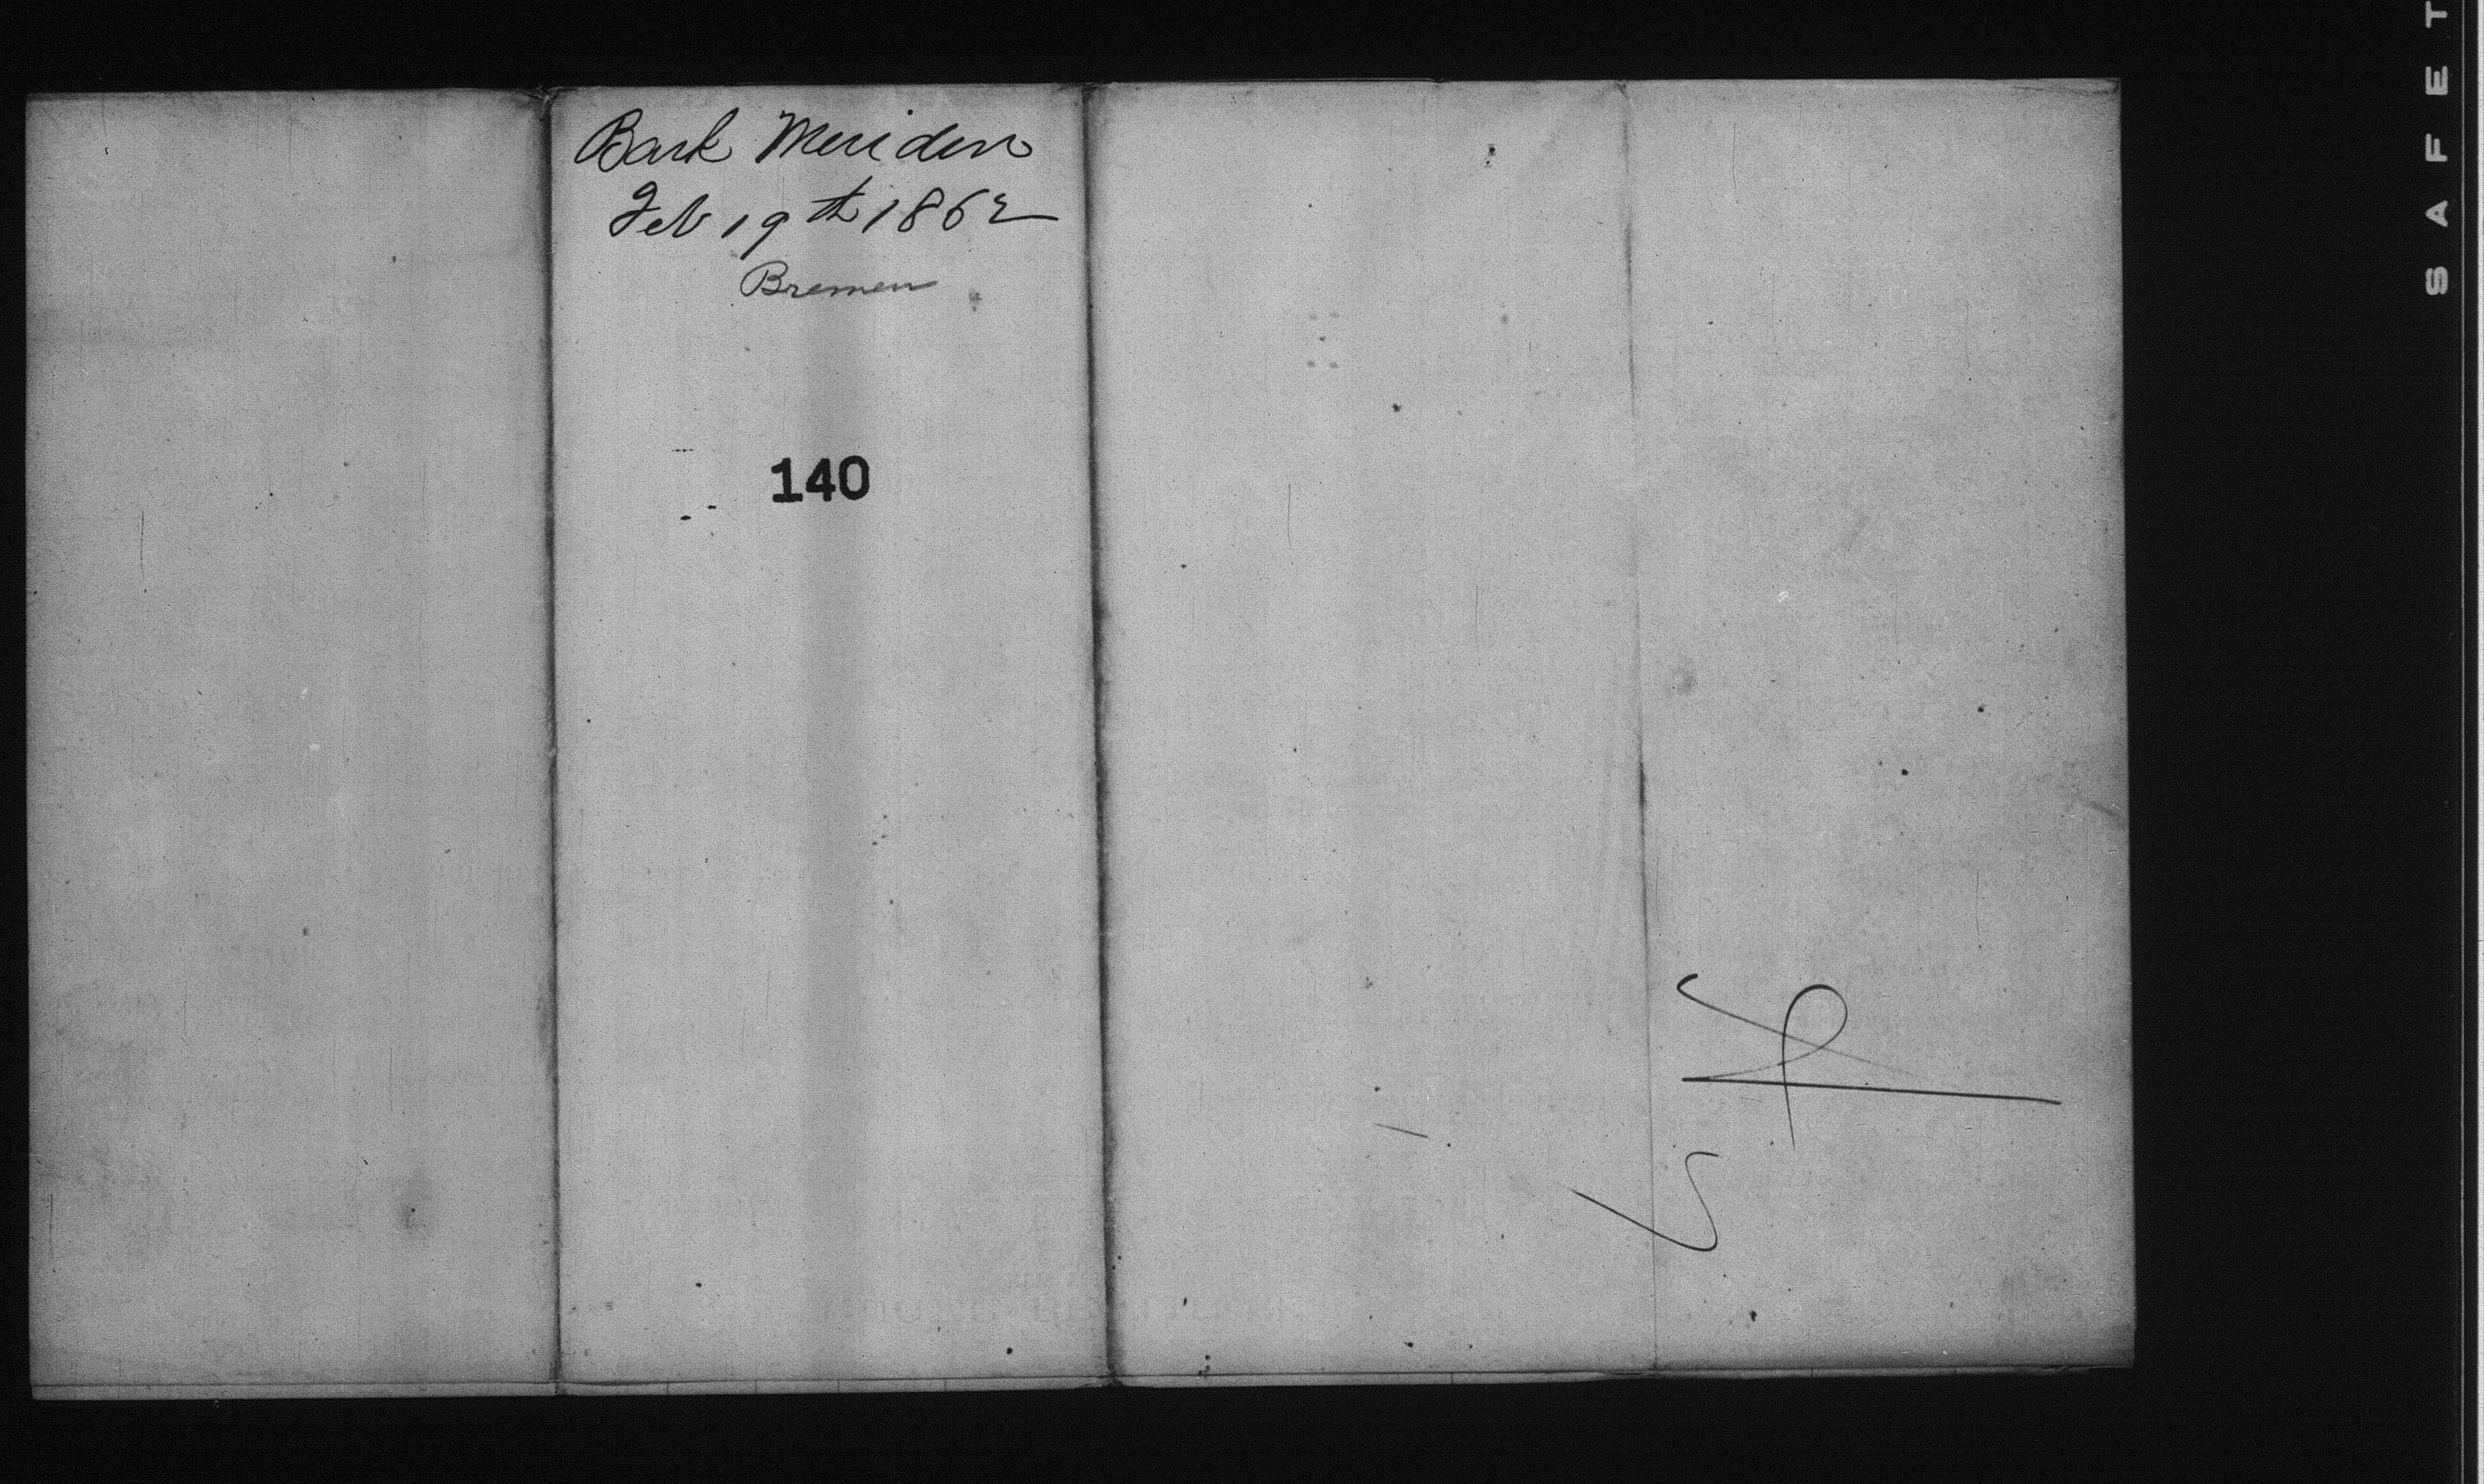 Bark Meriden
Feb 19th 1862
Bremen
140
SAFET